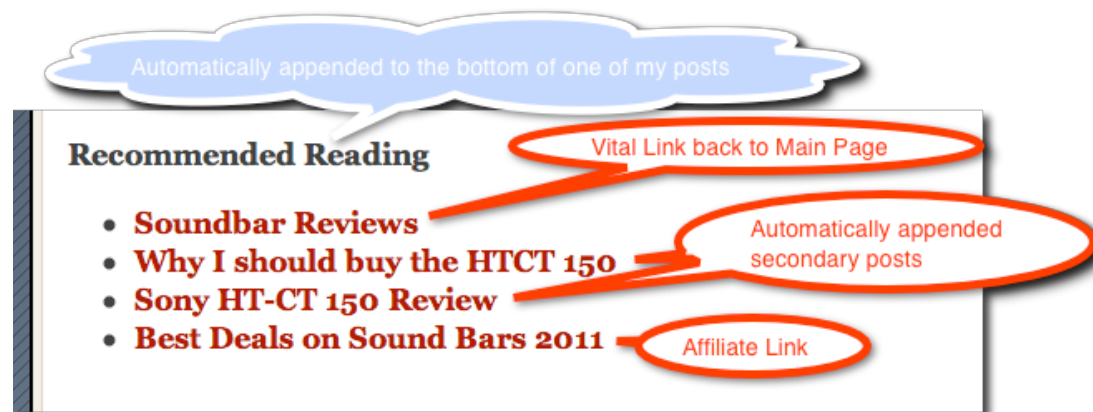 Automatically appended to the bottom of one of my posts
Recommended Reading
Vital Link back to Main Page
• Soundbar Reviews
Automatically appended
secondary posts
• Why I should buy the HTCT 150
• Sony HT-CT 150 Review
• Best Deals on Sound Bars 2011
Affiliate Link